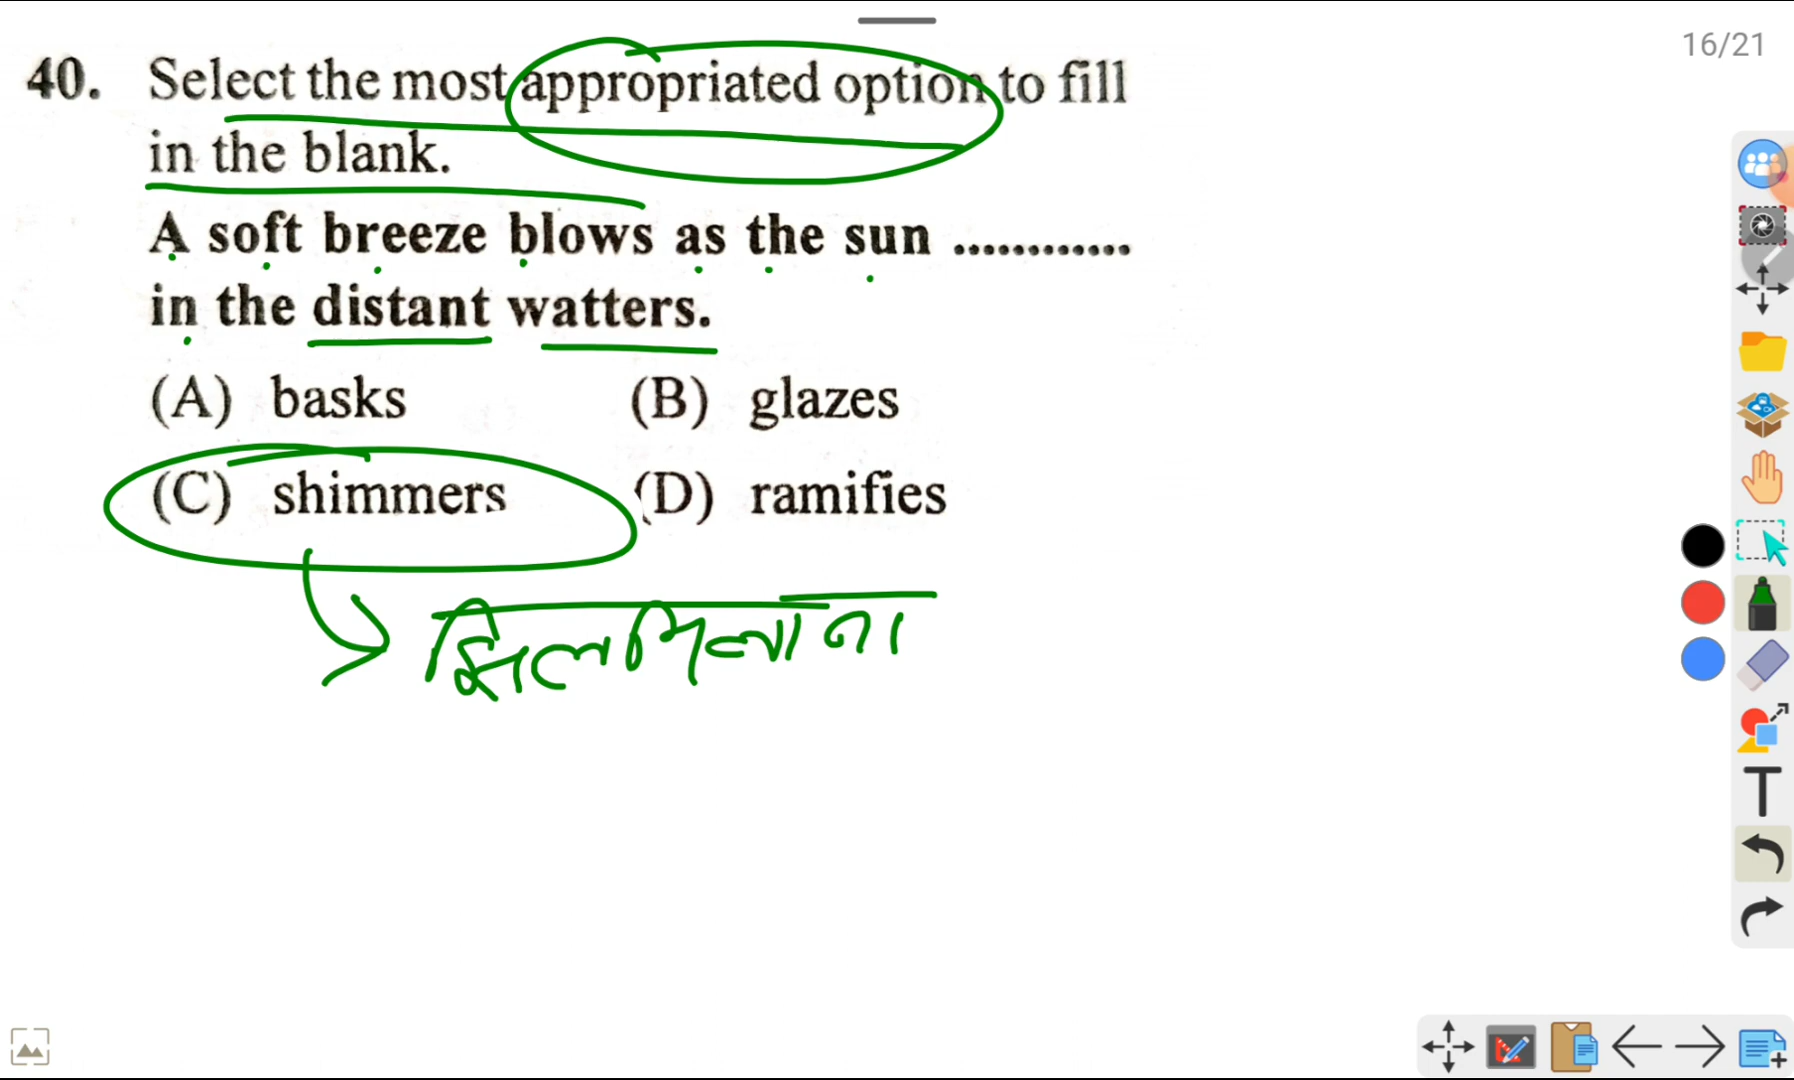 16/21
40. Select the most appropriated option to fill
in the blank.
A soft breeze blows as the sun ............
in the distant watters.
(A) basks (B) glazes
(C) shimmers (D) ramifies
झिलमिलाना
T